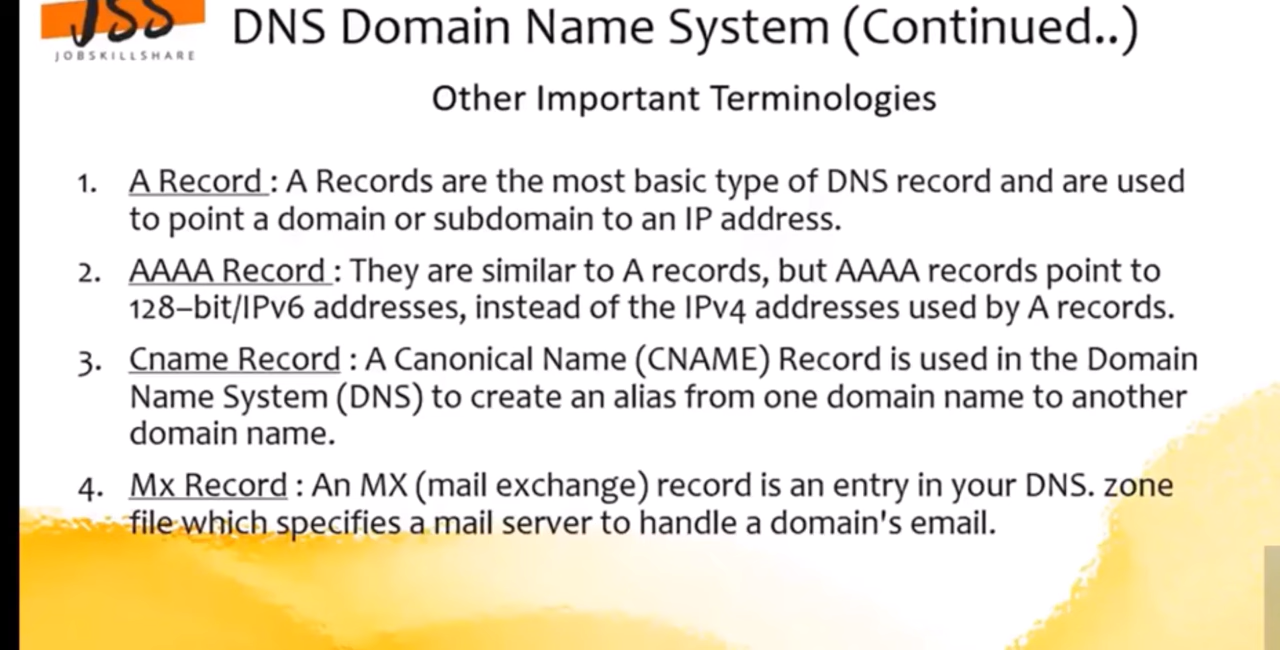 JSS
JOBSKILLSHARE
DNS Domain Name System (Continued..)
Other Important Terminologies
1. A Record : A Records are the most basic type of DNS record and are used
to point a domain or subdomain to an IP address.
2. AAAA Record : They are similar to A records, but AAAA records point to
128–bit/IPv6 addresses, instead of the IPv4 addresses used by A records.
3. Cname Record : A Canonical Name (CNAME) Record is used in the Domain
Name System (DNS) to create an alias from one domain name to another
domain name.
4. Mx Record : An MX (mail exchange) record is an entry in your DNS. zone
file which specifies a mail server to handle a domain's email.